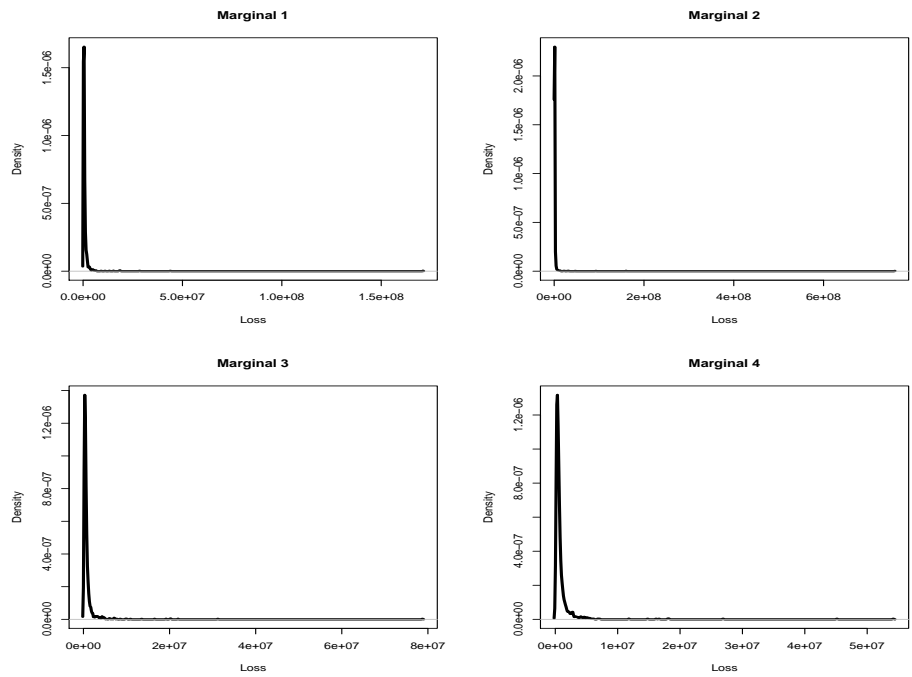 Marginal 1
Density
0.0e+00 5.0e−07 1.0e−06 1.5e−06
0.0e+00 5.0e+07 1.0e+08 1.5e+08
Loss
Marginal 2
Density
0.0e+00 5.0e−07 1.0e−06 1.5e−06 2.0e−06
0e+00 2e+08 4e+08 6e+08
Loss
Marginal 3
Density
0.0e+00 4.0e−07 8.0e−07 1.2e−06
0e+00 2e+07 4e+07 6e+07 8e+07
Loss
Marginal 4
Density
0.0e+00 4.0e−07 8.0e−07 1.2e−06
0e+00 1e+07 2e+07 3e+07 4e+07 5e+07
Loss